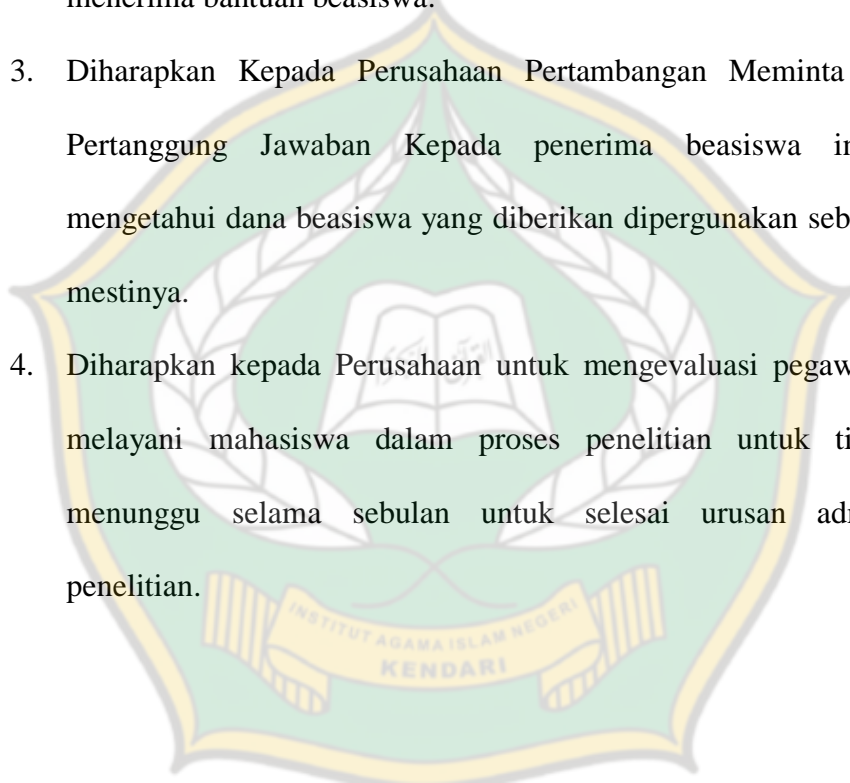 menerima bantuan beasiswa.
3. Diharapkan Kepada Perusahaan Pertambangan Meminta
Pertanggung Jawaban Kepada penerima beasiswa
mengetahui dana beasiswa yang diberikan dipergunakan
mestinya.
4. Diharapkan kepada Perusahaan untuk mengevaluasi
melayani mahasiswa dalam proses penelitian untuk
menunggu selama sebulan untuk selesai urusan
penelitian.
INSTITUT AGAMA ISLAM NEGERI
KENDARI